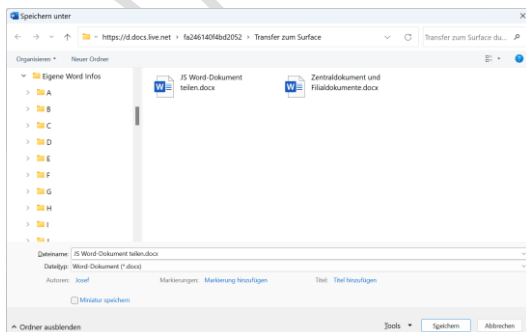 Speichern unter
https://d.docs.live.net › fa246140f4bd2052 › Transfer zum Surface
Transfer zum Surface du...
Organisieren
Neuer Ordner
Eigene Word Infos
A
B
C
D
E
F
G
H
I
JS Word-Dokument
teilen.docx
Zentraldokument und
Filialdokumente.docx
Dateiname: JS Word-Dokument teilen.docx
Dateityp: Word-Dokument (*.docx)
Autoren: Josef
Markierungen: Markierung hinzufügen
Titel: Titel hinzufügen
Miniatur speichern
Ordner ausblenden
Tools
Speichern
Abbrechen